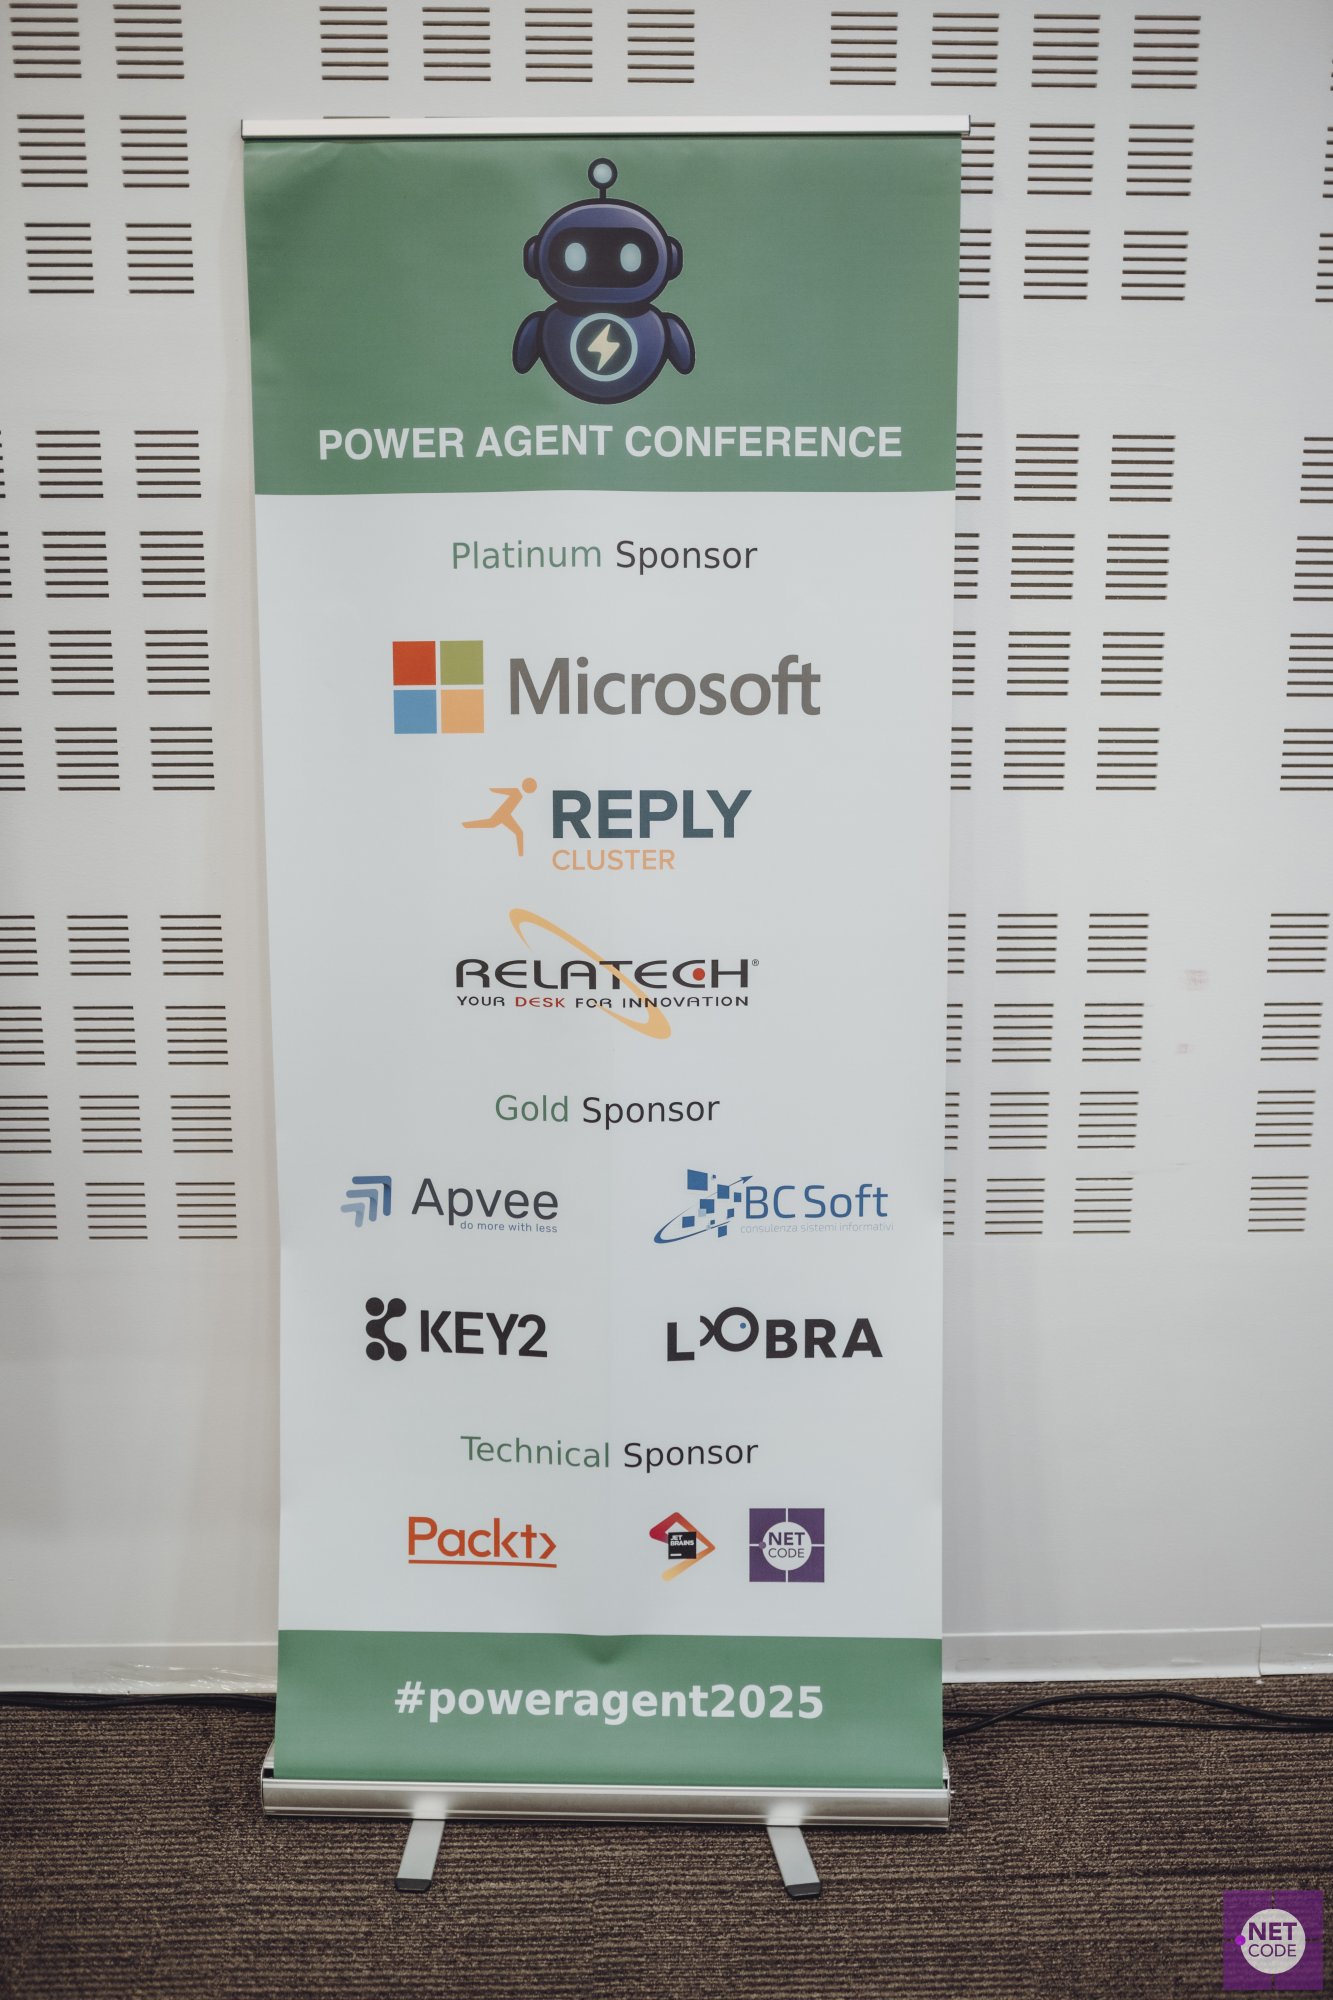 POWER AGENT CONFERENCE
Platinum Sponsor
Microsoft
REPLY
CLUSTER
RELATECH®
YOUR DESK FOR INNOVATION
Gold Sponsor
Apvee
do more with less
BC Soft
consulenza sistemi informativi
KEY2
LOBRA
Technical Sponsor
Packt
JET
BRAINS
NET
CODE
#poweragent2025
NET
CODE